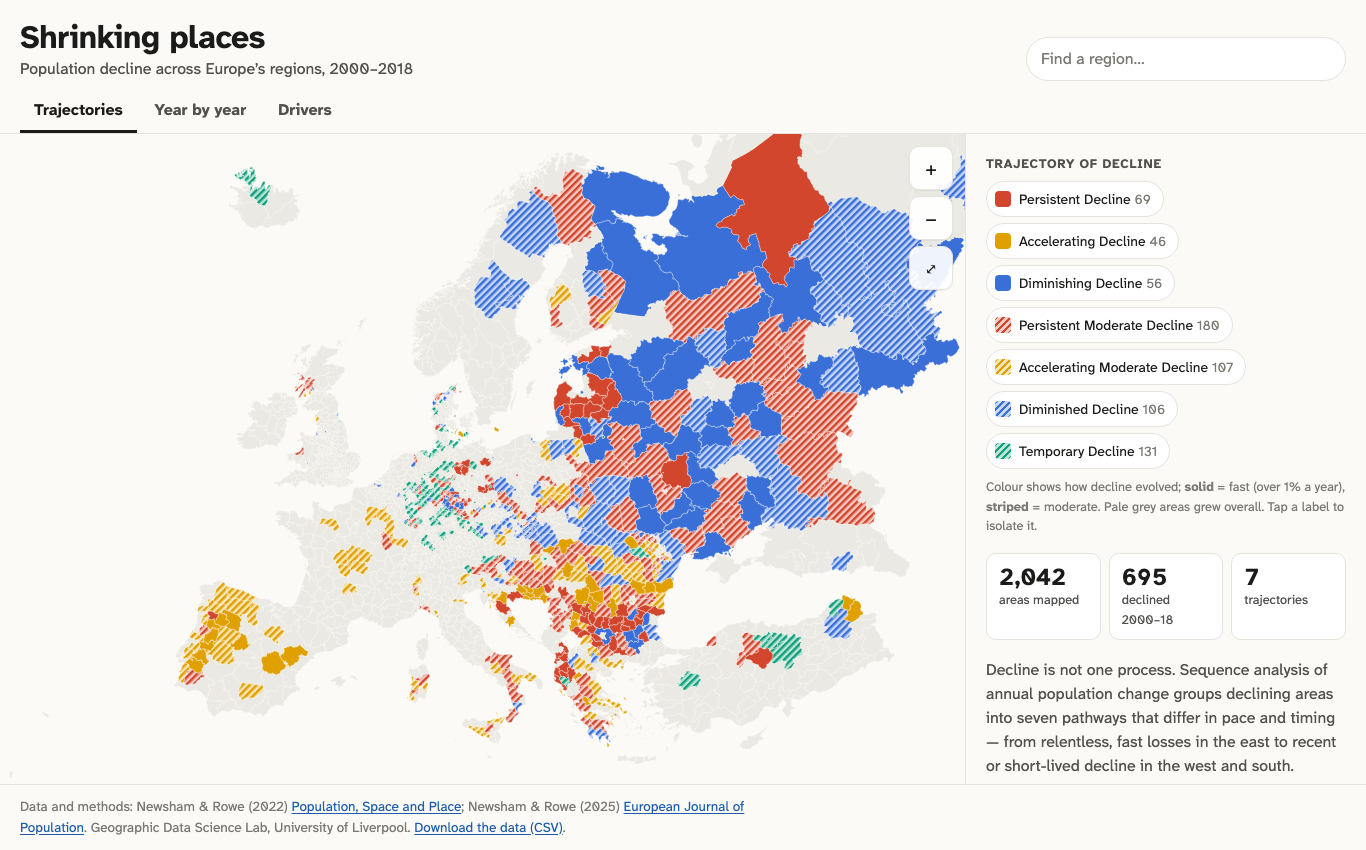 Shrinking places
Population decline across Europe's regions, 2000–2018
Find a region...
Trajectories
Year by year
Drivers
+
−
TRAJECTORY OF DECLINE
Persistent Decline 69
Accelerating Decline 46
Diminishing Decline 56
Persistent Moderate Decline 180
Accelerating Moderate Decline 107
Diminished Decline 106
Temporary Decline 131
Colour shows how decline evolved; solid = fast (over 1% a year),
striped = moderate. Pale grey areas grew overall. Tap a label to
isolate it.
2,042
areas mapped
695
declined
2000–18
7
trajectories
Decline is not one process. Sequence analysis of
annual population change groups declining areas
into seven pathways that differ in pace and timing
— from relentless, fast losses in the east to recent
or short-lived decline in the west and south.
Data and methods: Newsham & Rowe (2022) Population, Space and Place; Newsham & Rowe (2025) European Journal of
Population. Geographic Data Science Lab, University of Liverpool. Download the data (CSV).